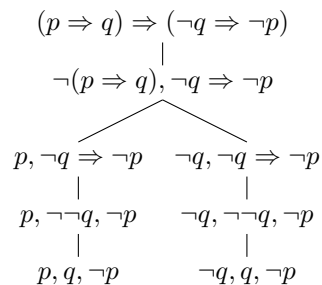 (p ⇒ q) ⇒ (¬q ⇒ ¬p)
¬(p ⇒ q), ¬q ⇒ ¬p
p, ¬q ⇒ ¬p ¬q, ¬q ⇒ ¬p
p, ¬¬q, ¬p ¬q, ¬¬q, ¬p
p, q, ¬p ¬q, q, ¬p